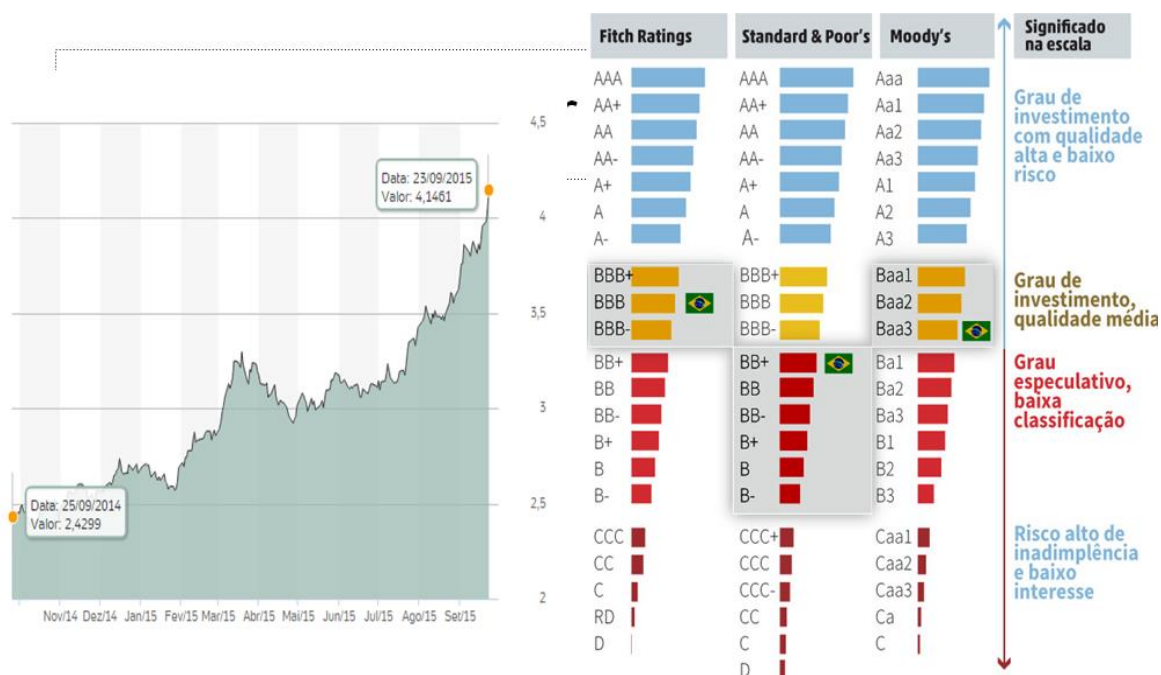 4,5
4
3,5
3
2,5
2
Data: 23/09/2015
Valor: 4,1461
Data: 25/09/2014
Valor: 2,4299
Nov/14 Dez/14 Jan/15 Fev/15 Mar/15 Abr/15 Mai/15 Jun/15 Jul/15 Ago/15 Set/15
Fitch Ratings
AAA
AA+
AA
AA-
A+
A
A-
BBB+
BBB
BBB-
BB+
BB
BB-
B+
B
B-
CCC
CC
C
RD
D
Standard & Poor's
AAA
AA+
AA
AA-
A+
A
A-
BBB+
BBB
BBB-
BB+
BB
BB-
B+
B
B-
CCC+
CCC
CCC-
CC
C
D
Moody's
Aaa
Aa1
Aa2
Aa3
A1
A2
A3
Baa1
Baa2
Baa3
Ba1
Ba2
Ba3
B1
B2
B3
Caa1
Caa2
Caa3
Ca
C
Significado
na escala
Grau de
investimento
com qualidade
alta e baixo
risco
Grau de
investimento,
qualidade média
Grau
especulativo,
baixa
classificação
Risco alto de
inadimplência
e baixo
interesse